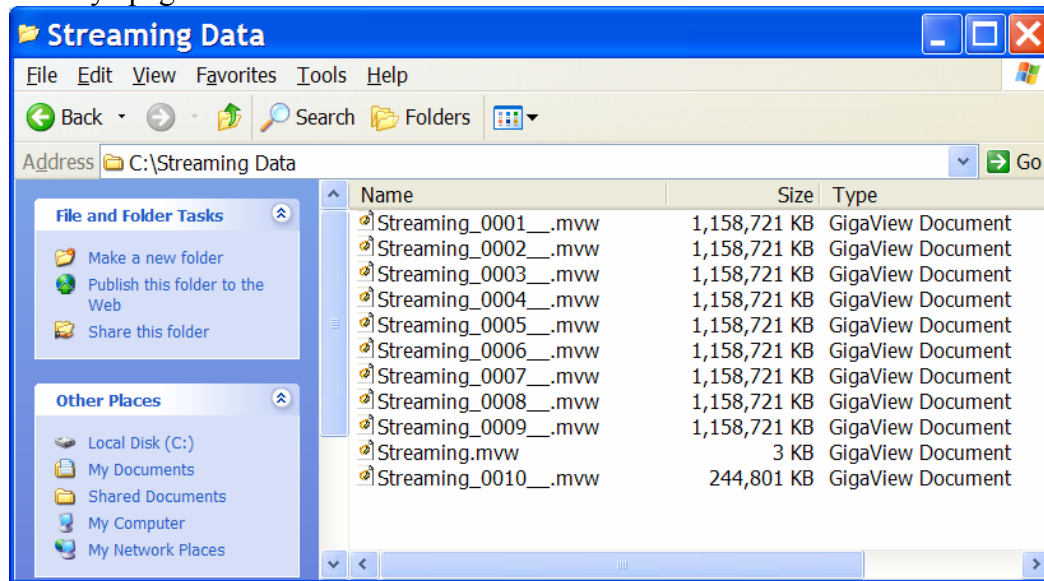 Streaming Data
File Edit View Favorites Tools Help
Back Search Folders
Address C:\Streaming Data Go
File and Folder Tasks
Make a new folder
Publish this folder to the
Web
Share this folder
Other Places
Local Disk (C:)
My Documents
Shared Documents
My Computer
My Network Places
Name Size Type
Streaming_0001__.mvw 1,158,721 KB GigaView Document
Streaming_0002__.mvw 1,158,721 KB GigaView Document
Streaming_0003__.mvw 1,158,721 KB GigaView Document
Streaming_0004__.mvw 1,158,721 KB GigaView Document
Streaming_0005__.mvw 1,158,721 KB GigaView Document
Streaming_0006__.mvw 1,158,721 KB GigaView Document
Streaming_0007__.mvw 1,158,721 KB GigaView Document
Streaming_0008__.mvw 1,158,721 KB GigaView Document
Streaming_0009__.mvw 1,158,721 KB GigaView Document
Streaming.mvw 3 KB GigaView Document
Streaming_0010__.mvw 244,801 KB GigaView Document